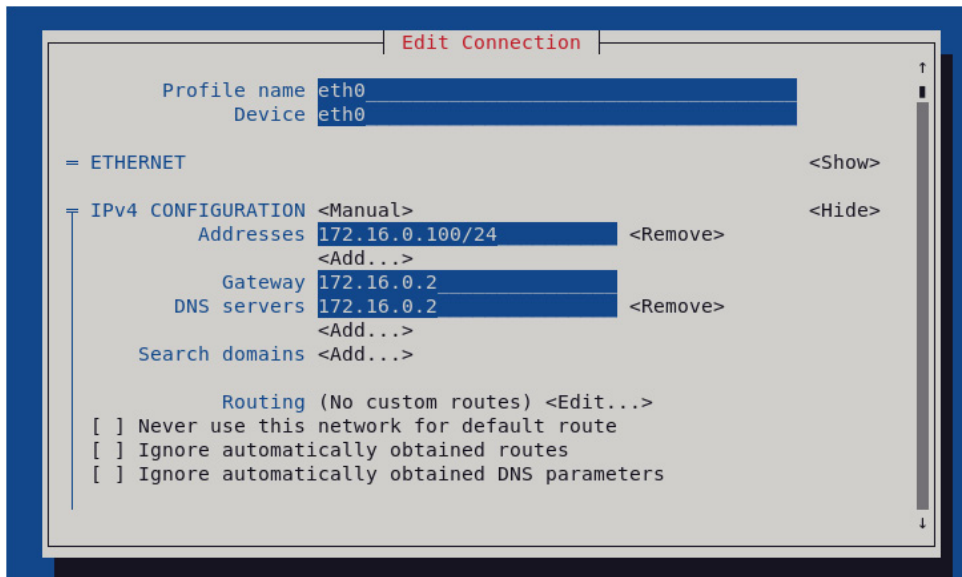 Edit Connection
Profile name eth0
Device eth0
= ETHERNET <Show>
IPv4 CONFIGURATION <Manual> <Hide>
Addresses 172.16.0.100/24 <Remove>
<Add...>
Gateway 172.16.0.2
DNS servers 172.16.0.2 <Remove>
<Add...>
Search domains <Add...>
Routing (No custom routes) <Edit...>
[ ] Never use this network for default route
[ ] Ignore automatically obtained routes
[ ] Ignore automatically obtained DNS parameters